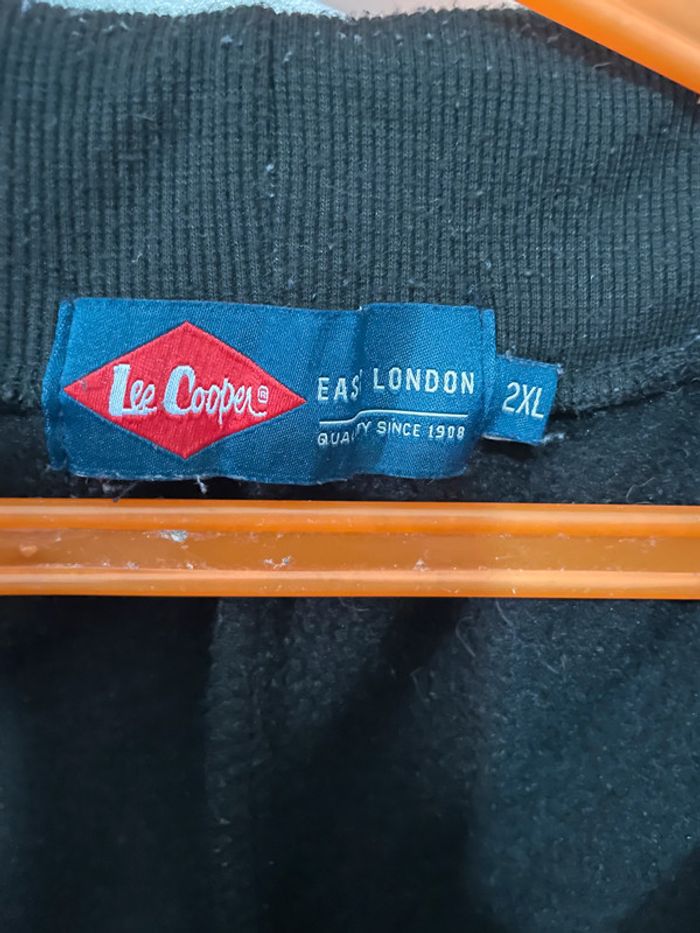 Lee Cooper®
EAST LONDON
QUALITY SINCE 1908
2XL